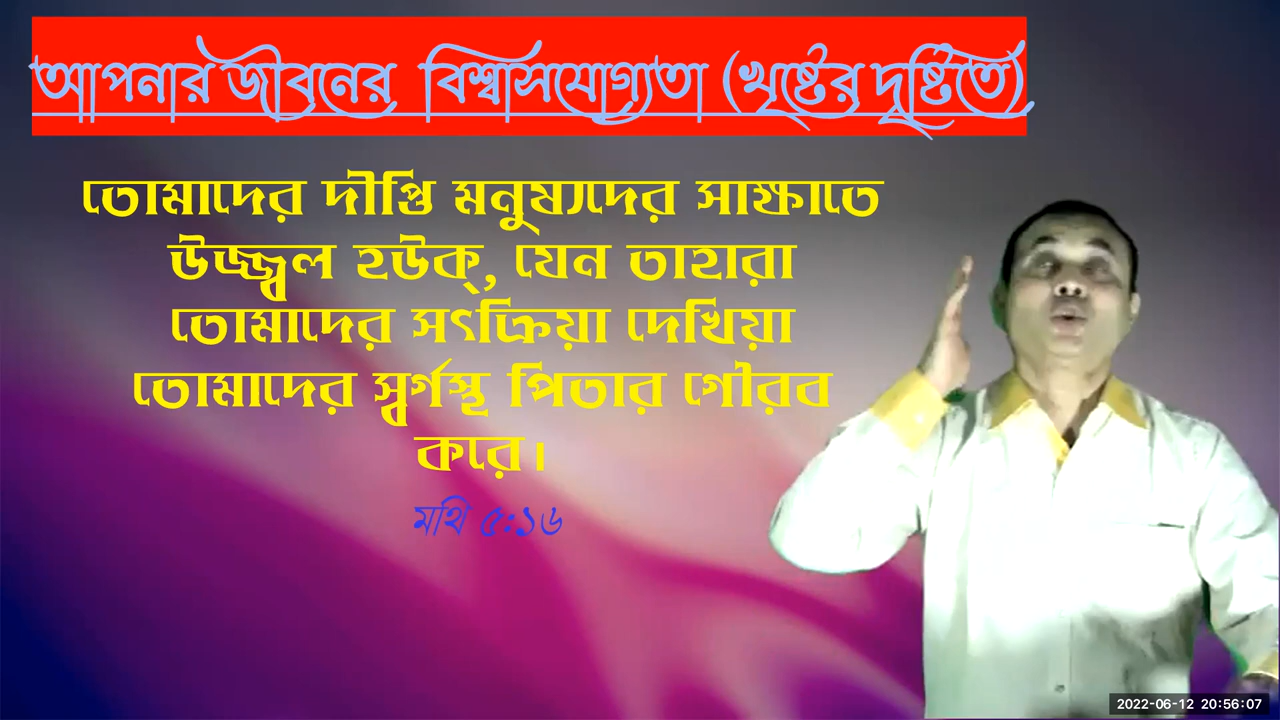 আপনার জীবনের বিশ্বাসযোগ্যতা (খৃষ্টের দৃষ্টিতে)
তোমাদের দীপ্তি মনুষ্যদের সাক্ষাতে
উজ্জ্বল হউক্, যেন তাহারা
তোমাদের সৎক্রিয়া দেখিয়া
তোমাদের স্বর্গস্থ পিতার গৌরব
করে।
মথি ৫:১৬
2022-06-12 20:56:07